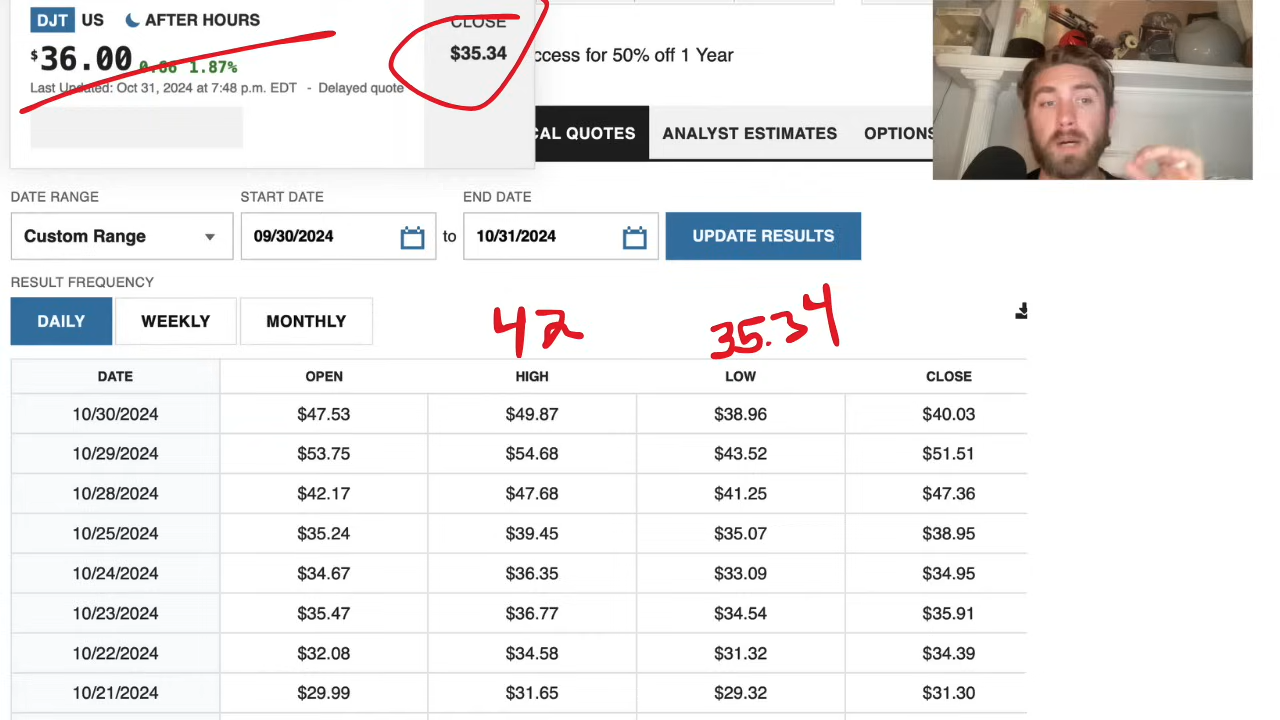 DJT US AFTER HOURS
CLOSE
$36.00 0.66 1.87%
$35.34
ccess for 50% off 1 Year
Last Updated: Oct 31, 2024 at 7:48 p.m. EDT - Delayed quote
CAL QUOTES ANALYST ESTIMATES OPTIONS
DATE RANGE START DATE END DATE
Custom Range 09/30/2024 to 10/31/2024 UPDATE RESULTS
RESULT FREQUENCY
DAILY WEEKLY MONTHLY
42 35.34
DATE OPEN HIGH LOW CLOSE
10/30/2024 $47.53 $49.87 $38.96 $40.03
10/29/2024 $53.75 $54.68 $43.52 $51.51
10/28/2024 $42.17 $47.68 $41.25 $47.36
10/25/2024 $35.24 $39.45 $35.07 $38.95
10/24/2024 $34.67 $36.35 $33.09 $34.95
10/23/2024 $35.47 $36.77 $34.54 $35.91
10/22/2024 $32.08 $34.58 $31.32 $34.39
10/21/2024 $29.99 $31.65 $29.32 $31.30